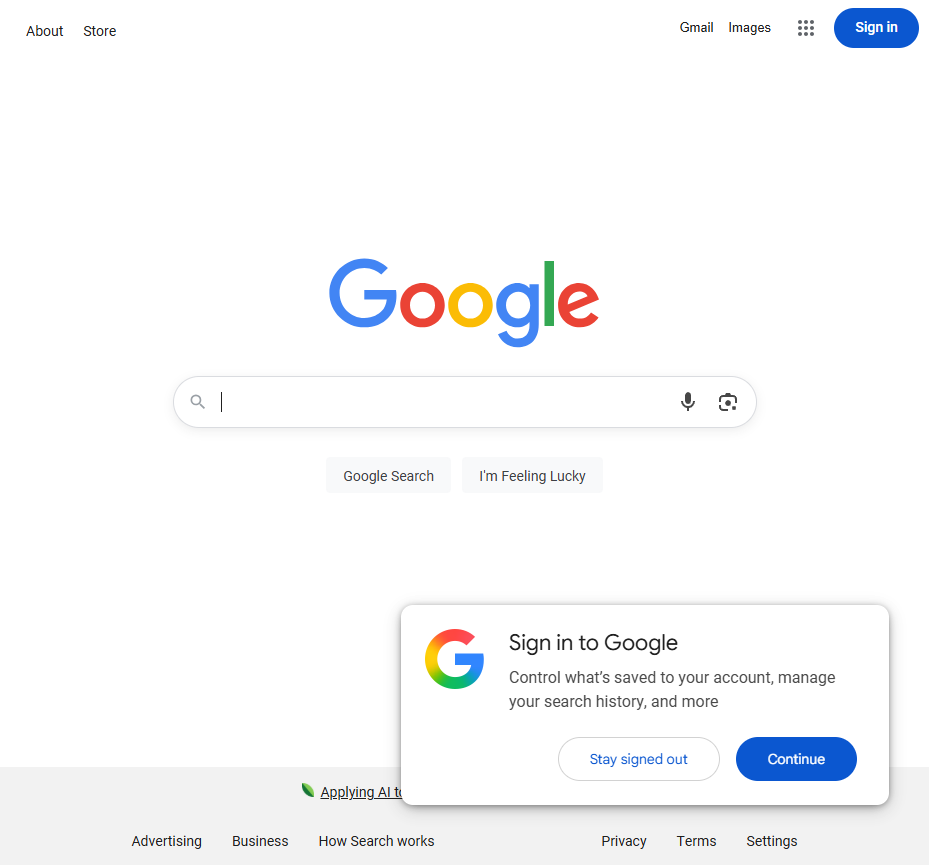 About Store
Gmail Images
Sign in
Google
Google Search
I'm Feeling Lucky
Sign in to Google
Control what's saved to your account, manage
your search history, and more
Stay signed out
Continue
Applying AI
Advertising Business How Search works
Privacy Terms Settings